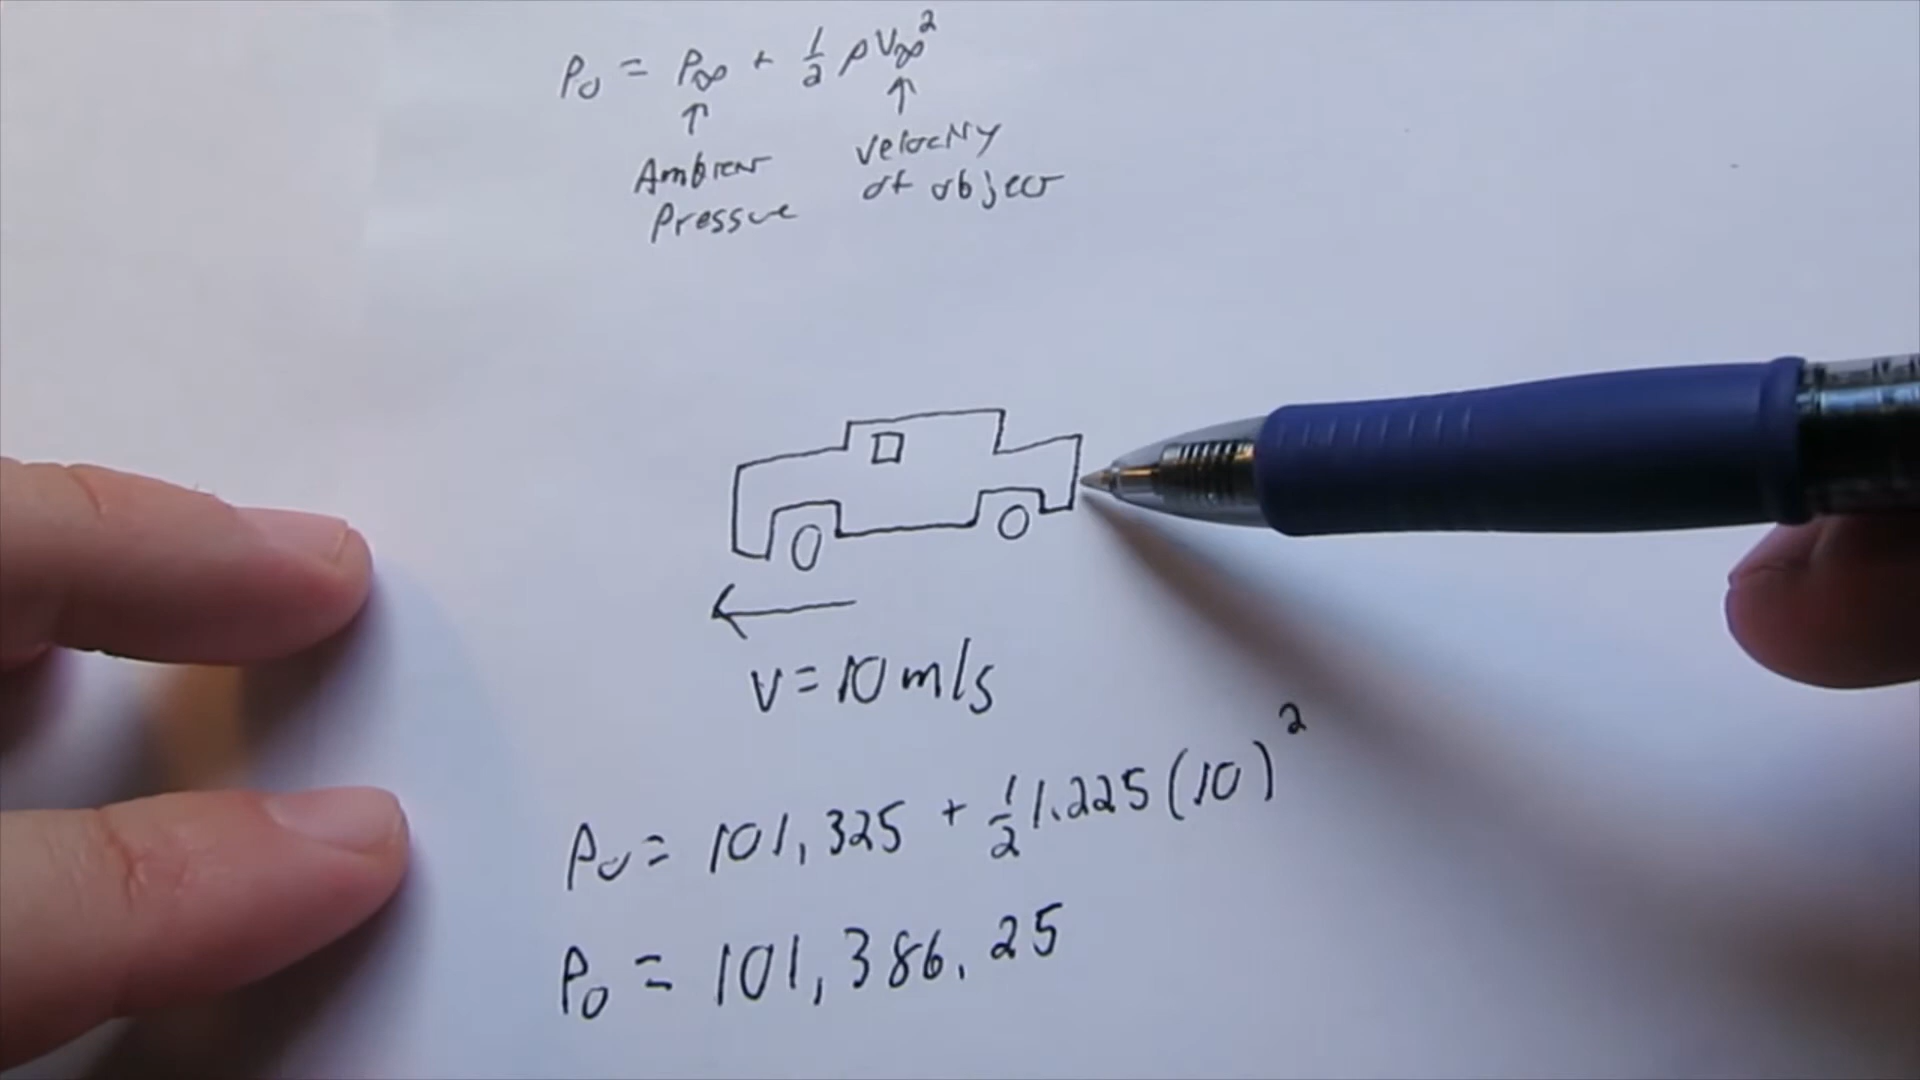 P₀ = P∞ + 1/2 ρV∞²
↑ ↑
Ambient Pressure
velocity of object
V = 10 m/s
P₀ = 101,325 + 1/2 1.225 (10)²
P₀ = 101,386.25